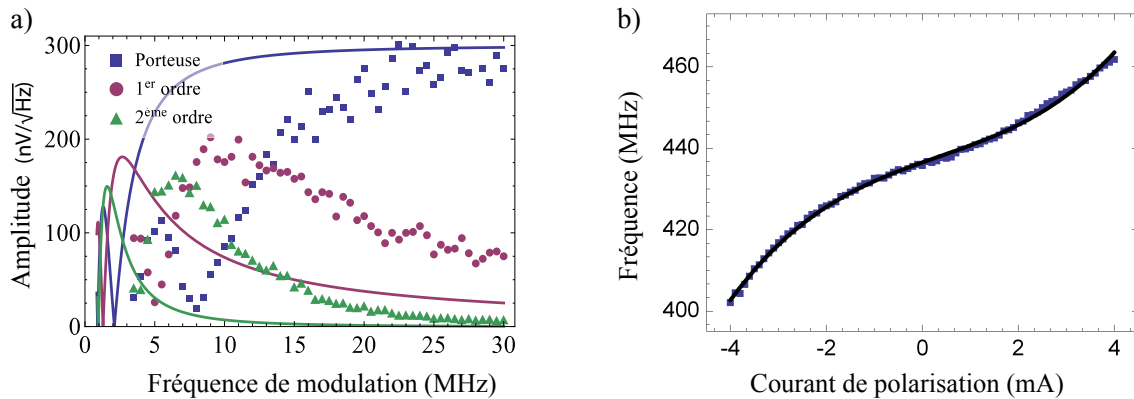 a)
Amplitude (nV/√Hz)
300
200
100
0
Porteuse
1er ordre
2ème ordre
0
5
10
15
20
25
30
Fréquence de modulation (MHz)
b)
Fréquence (MHz)
460
440
420
400
-4
-2
0
2
4
Courant de polarisation (mA)